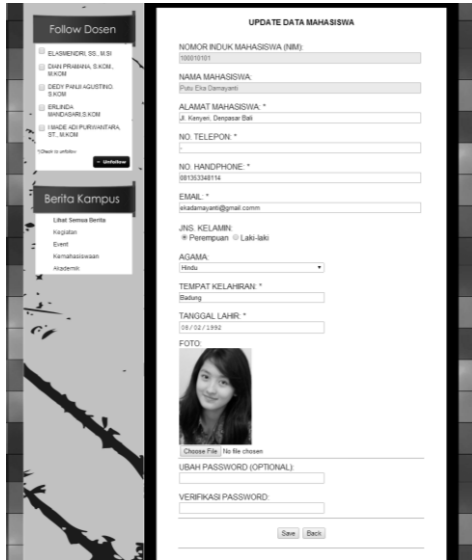 Follow Dosen
ELASMENDRI, SS., M.SI
DIAN PRAMANA, S.KOM., M.KOM
DEDY PANJI AGUSTINO, S.KOM
ERLINDA WANDASARI,S.KOM
I MADE ADI PURWANTARA, ST., M.KOM
- Unfollow
Berita Kampus
Lihat Semua Berita
Kegiatan
Event
Kemahasiswaan
Akademik
UPDATE DATA MAHASISWA
NOMOR INDUK MAHASISWA (NIM):
100010101
NAMA MAHASISWA:
Putu Eka Damayanti
ALAMAT MAHASISWA: *
Jl. Kenyeri, Denpasar Bali
NO. TELEPON: *
-
NO. HANDPHONE: *
081353348114
EMAIL: *
ekadamayanti@gmail.comm
JNS. KELAMIN:
Perempuan Laki-laki
AGAMA:
Hindu
TEMPAT KELAHIRAN: *
Badung
TANGGAL LAHIR: *
08/02/1992
FOTO:
Choose File No file chosen
UBAH PASSWORD (OPTIONAL):
VERIFIKASI PASSWORD:
Save Back